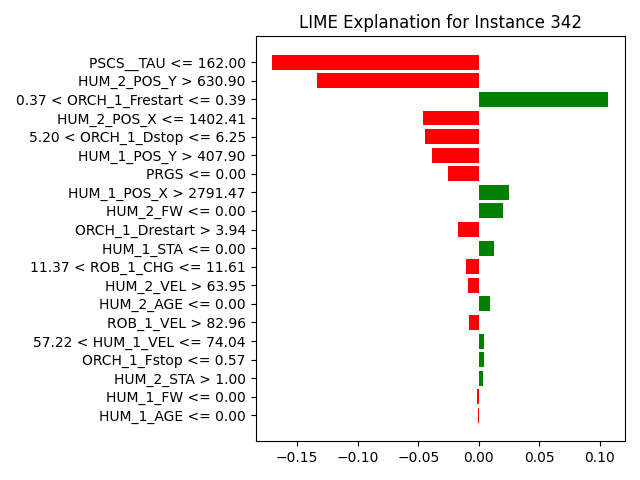 LIME Explanation for Instance 342
PSCS__TAU <= 162.00
HUM_2_POS_Y > 630.90
0.37 < ORCH_1_Frestart <= 0.39
HUM_2_POS_X <= 1402.41
5.20 < ORCH_1_Dstop <= 6.25
HUM_1_POS_Y > 407.90
PRGS <= 0.00
HUM_1_POS_X > 2791.47
HUM_2_FW <= 0.00
ORCH_1_Drestart > 3.94
HUM_1_STA <= 0.00
11.37 < ROB_1_CHG <= 11.61
HUM_2_VEL > 63.95
HUM_2_AGE <= 0.00
ROB_1_VEL > 82.96
57.22 < HUM_1_VEL <= 74.04
ORCH_1_Fstop <= 0.57
HUM_2_STA > 1.00
HUM_1_FW <= 0.00
HUM_1_AGE <= 0.00
−0.15 −0.10 −0.05 0.00 0.05 0.10